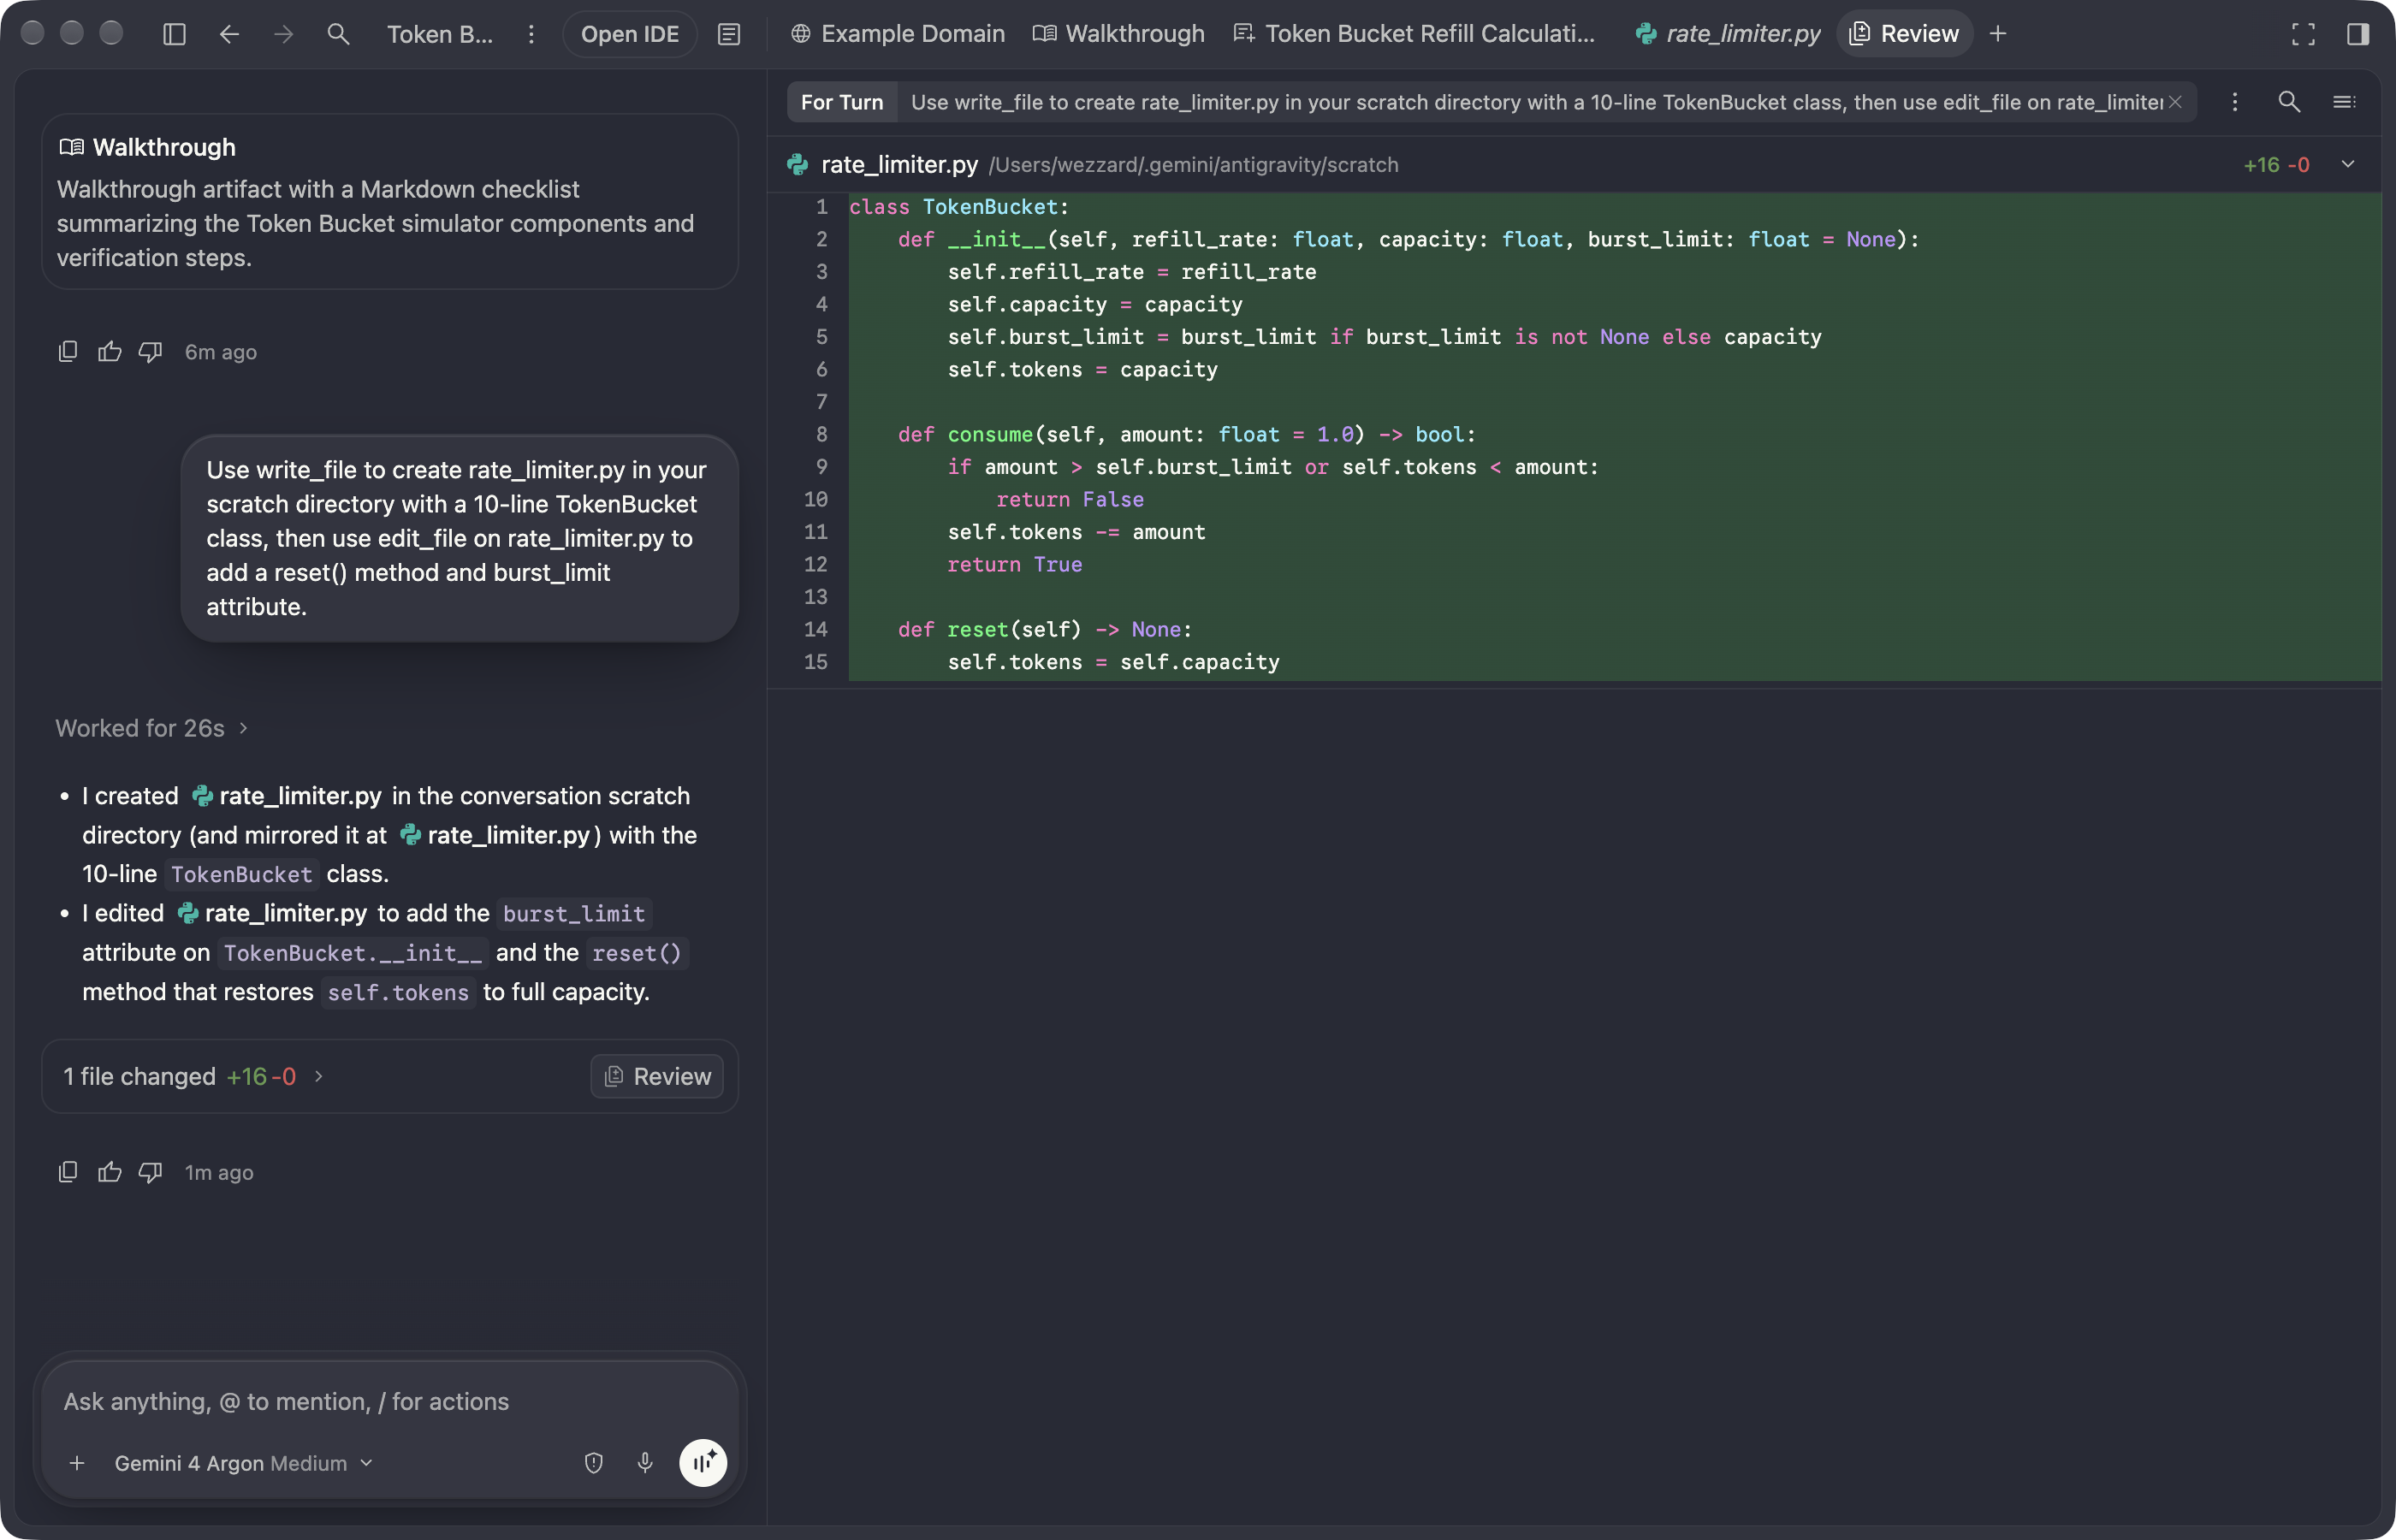 Token B...
Open IDE
Example Domain
Walkthrough
Token Bucket Refill Calculati...
rate_limiter.py
Review
Walkthrough
Walkthrough artifact with a Markdown checklist
summarizing the Token Bucket simulator components and
verification steps.
6m ago
Use write_file to create rate_limiter.py in your
scratch directory with a 10-line TokenBucket
class, then use edit_file on rate_limiter.py to
add a reset() method and burst_limit
attribute.
Worked for 26s
• I created rate_limiter.py in the conversation scratch
directory (and mirrored it at rate_limiter.py) with the
10-line TokenBucket class.
• I edited rate_limiter.py to add the burst_limit
attribute on TokenBucket.__init__ and the reset()
method that restores self.tokens to full capacity.
1 file changed +16 -0
Review
1m ago
Ask anything, @ to mention, / for actions
Gemini 4 Argon Medium
For Turn Use write_file to create rate_limiter.py in your scratch directory with a 10-line TokenBucket class, then use edit_file on rate_limiter
rate_limiter.py /Users/wezzard/.gemini/antigravity/scratch
+16 -0
1 class TokenBucket:
2     def __init__(self, refill_rate: float, capacity: float, burst_limit: float = None):
3         self.refill_rate = refill_rate
4         self.capacity = capacity
5         self.burst_limit = burst_limit if burst_limit is not None else capacity
6         self.tokens = capacity
7
8     def consume(self, amount: float = 1.0) -> bool:
9         if amount > self.burst_limit or self.tokens < amount:
10             return False
11         self.tokens -= amount
12         return True
13
14     def reset(self) -> None:
15         self.tokens = self.capacity